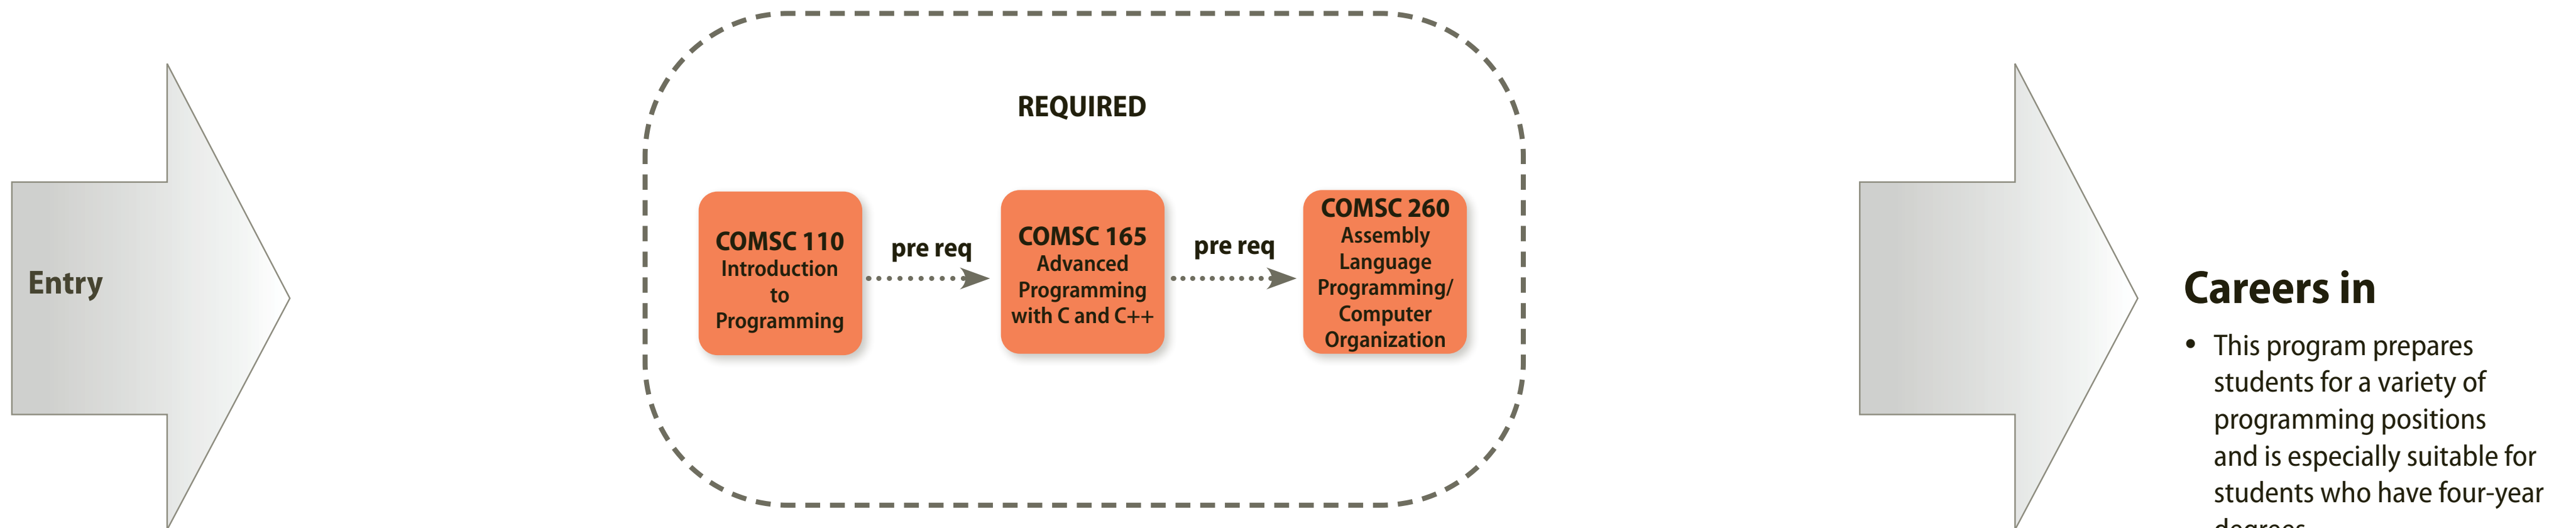 Entry
REQUIRED
COMSC 110
Introduction
to
Programming
pre req
COMSC 165
Advanced
Programming
with C and C++
pre req
COMSC 260
Assembly
Language
Programming/
Computer
Organization
Careers in
• This program prepares
students for a variety of
programming positions
and is especially suitable for
students who have four-year
degrees